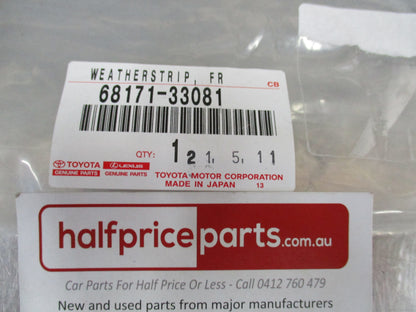 WEATHERSTRIP, FR
CB
68171-33081
QTY: 1 2 1. 5. 11
TOYOTA LEXUS
GENUINE PARTS GENUINE PARTS
TOYOTA MOTOR CORPORATION
MADE IN JAPAN 13
halfpriceparts.com.au
Car Parts For Half Price Or Less - Call 0412 760 479
New and used parts from major manufacturers